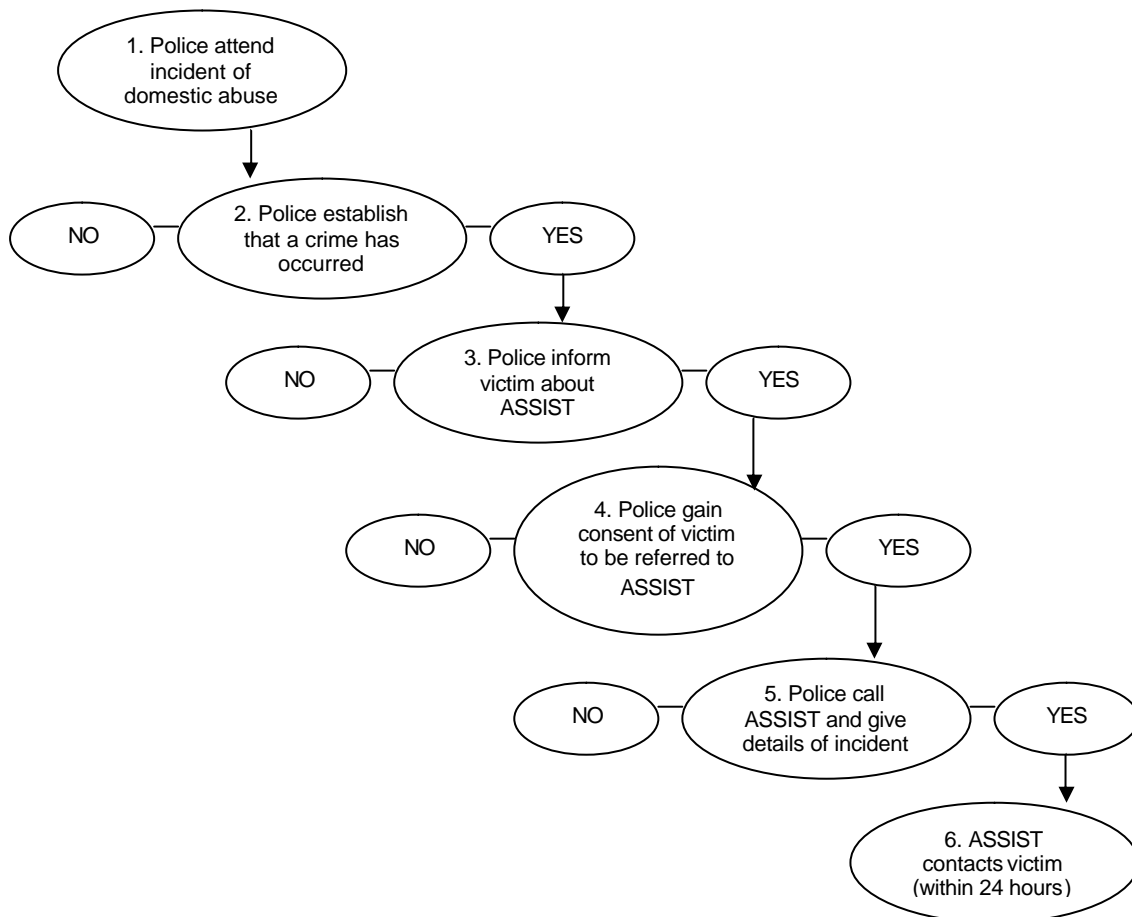 1. Police attend
incident of
domestic abuse
NO
2. Police establish
that a crime has
occurred
YES
NO
3. Police inform
victim about
ASSIST
YES
NO
4. Police gain
consent of victim
to be referred to
ASSIST
YES
NO
5. Police call
ASSIST and give
details of incident
YES
6. ASSIST
contacts victim
(within 24 hours)